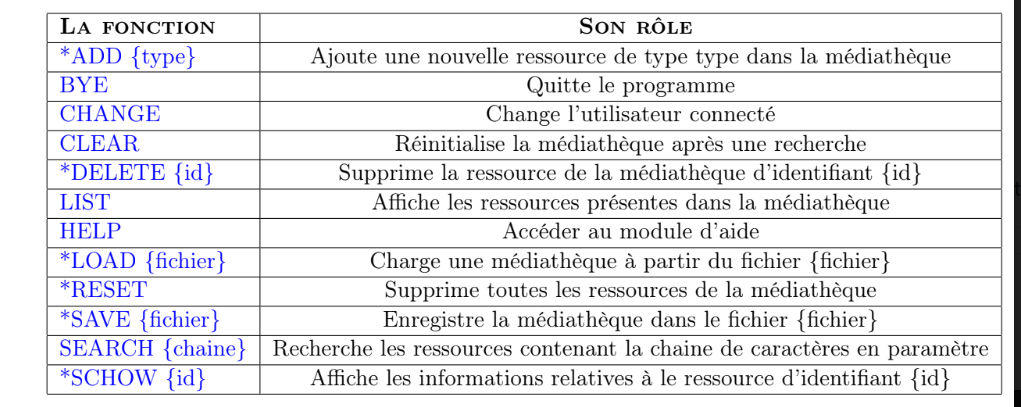 LA FONCTION SON RÔLE
*ADD {type} Ajoute une nouvelle ressource de type type dans la médiathèque
BYE Quitte le programme
CHANGE Change l'utilisateur connecté
CLEAR Réinitialise la médiathèque après une recherche
*DELETE {id} Supprime la ressource de la médiathèque d'identifiant {id}
LIST Affiche les ressources présentes dans la médiathèque
HELP Accéder au module d'aide
*LOAD {fichier} Charge une médiathèque à partir du fichier {fichier}
*RESET Supprime toutes les ressources de la médiathèque
*SAVE {fichier} Enregistre la médiathèque dans le fichier {fichier}
SEARCH {chaine} Recherche les ressources contenant la chaine de caractères en paramètre
*SCHOW {id} Affiche les informations relatives à le ressource d'identifiant {id}